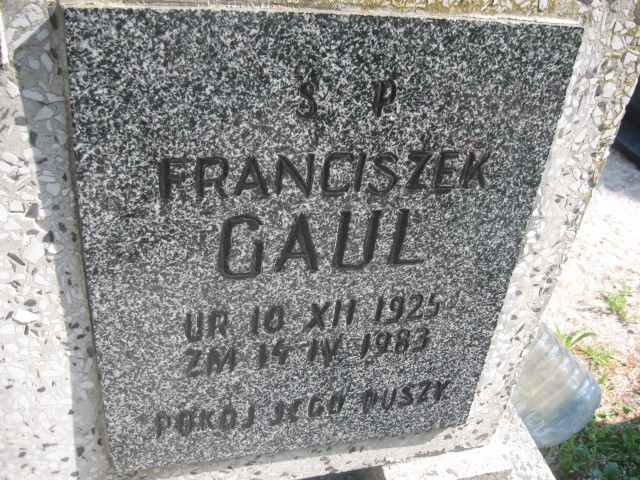 Ś P
FRANCISZEK
GAUL
UR 10 XII 1925
ZM 14 IV 1983
POKÓJ JEGO DUSZY